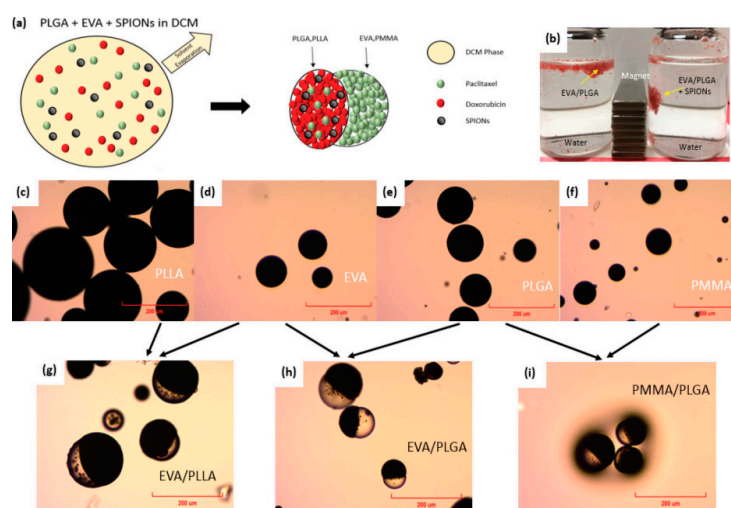 (a)
PLGA + EVA + SPIONs in DCM
Solvent
Evaporation
PLGA,PLLA
EVA,PMMA
DCM Phase
Paclitaxel
Doxorubicin
SPIONs
(b)
EVA/PLGA
Magnet
EVA/PLGA
SPIONs
Water
Water
(c)
PLLA
200 um
(d)
EVA
200 um
(e)
PLGA
200 um
(f)
PMMA
200 um
(g)
EVA/PLLA
200 um
(h)
EVA/PLGA
200 um
(i)
PMMA/PLGA
200 um